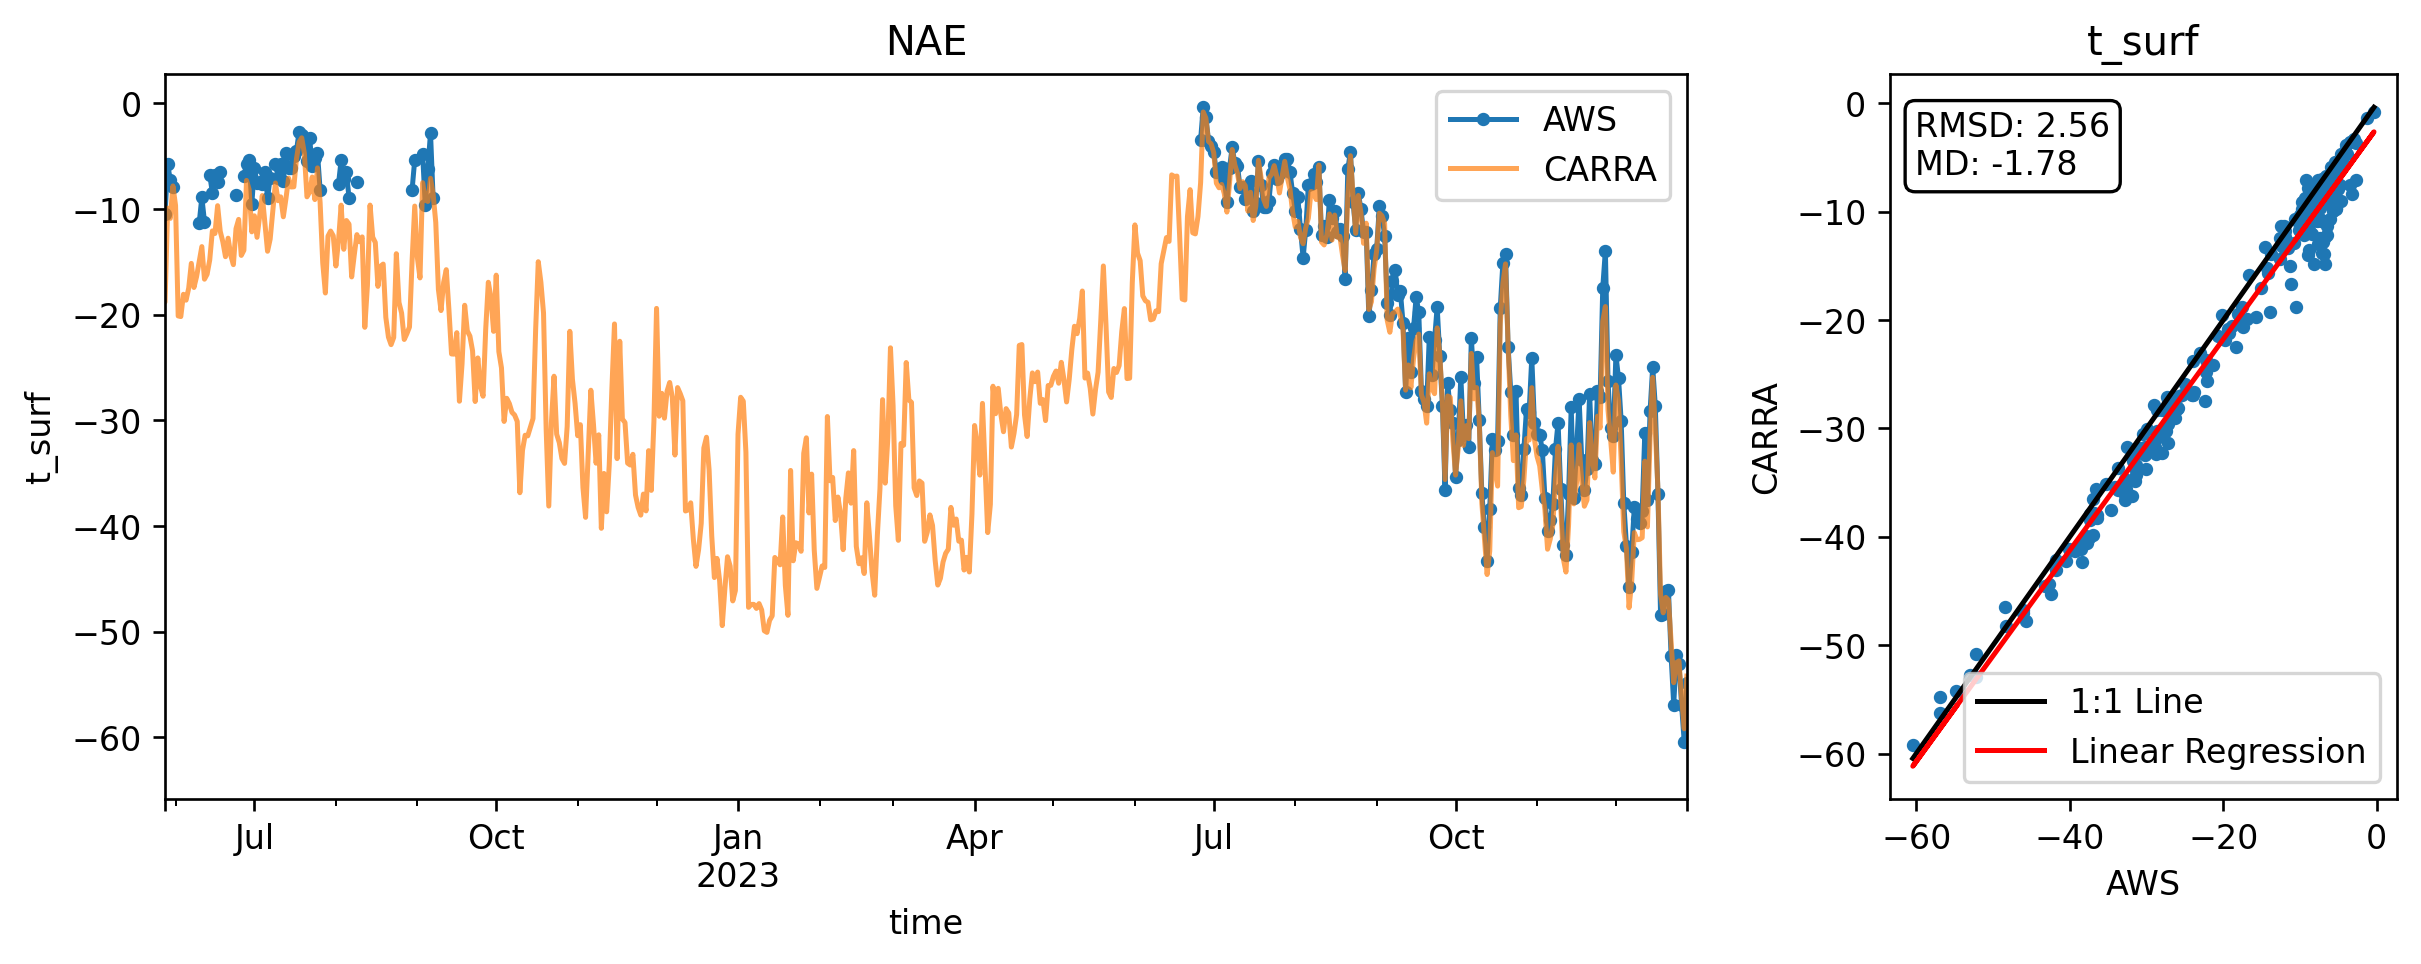 NAE
t_surf
0
−10
−20
−30
−40
−50
−60
Jul
Oct
Jan
2023
Apr
Jul
Oct
time
AWS
CARRA
t_surf
CARRA
0
−10
−20
−30
−40
−50
−60
−60
−40
−20
0
AWS
RMSD: 2.56
MD: -1.78
1:1 Line
Linear Regression